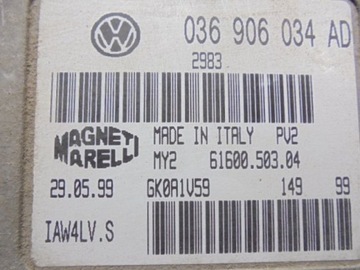 036 906 034 AD
2983
MAGNETI MARELLI
MADE IN ITALY PV2
MY2 61600.503.04
29.05.99 GK0A1V59 149 99
IAW4LV.S